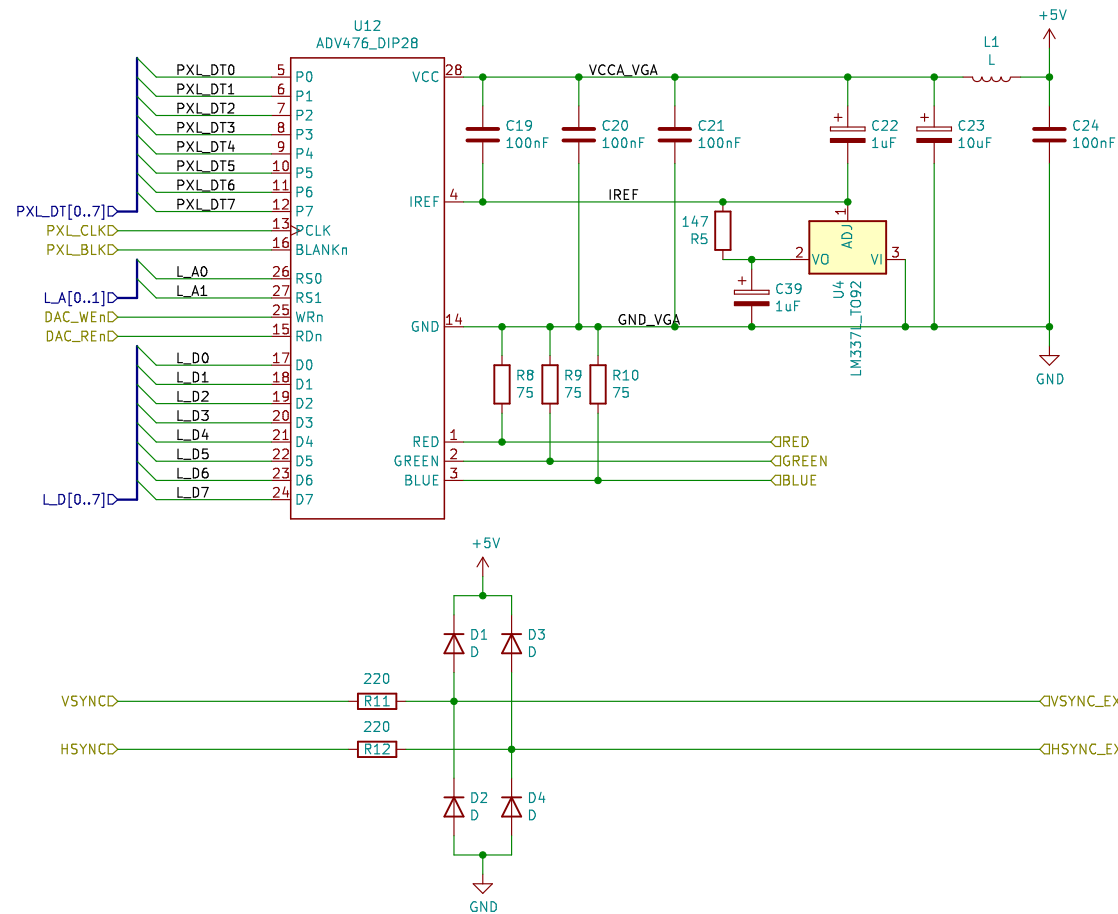 +5V
U12
ADV476_DIP28
L1
L
PXL_DT0 5 P0 VCC 28 VCCA_VGA
PXL_DT1 6 P1
PXL_DT2 7 P2
PXL_DT3 8 P3
PXL_DT4 9 P4
PXL_DT5 10 P5
PXL_DT6 11 P6
PXL_DT7 12 P7
+ C19 100nF
C20 100nF
C21 100nF
+ C22 1uF
+ C23 10uF
C24 100nF
IREF 4 IREF
PXL_DT[0..7]
PXL_CLK 13 PCLK
PXL_BLK 16 BLANKn
147
R5
1 ADJ
2 VO VI 3
U4
LM337L_TO92
+ C39
1uF
L_A0 26 RS0
L_A1 27 RS1
L_A[0..1]
DAC_WEn 25 WRn
DAC_REn 15 RDn
GND 14 GND_VGA
GND
L_D0 17 D0
L_D1 18 D1
L_D2 19 D2
L_D3 20 D3
L_D4 21 D4
L_D5 22 D5
L_D6 23 D6
L_D7 24 D7
L_D[0..7]
R8 75
R9 75
R10 75
RED 1 RED
GREEN 2 GREEN
BLUE 3 BLUE
+5V
D1 D
D3 D
220
VSYNC R11 VSYNC_EX
220
HSYNC R12 HSYNC_EX
D2 D
D4 D
GND